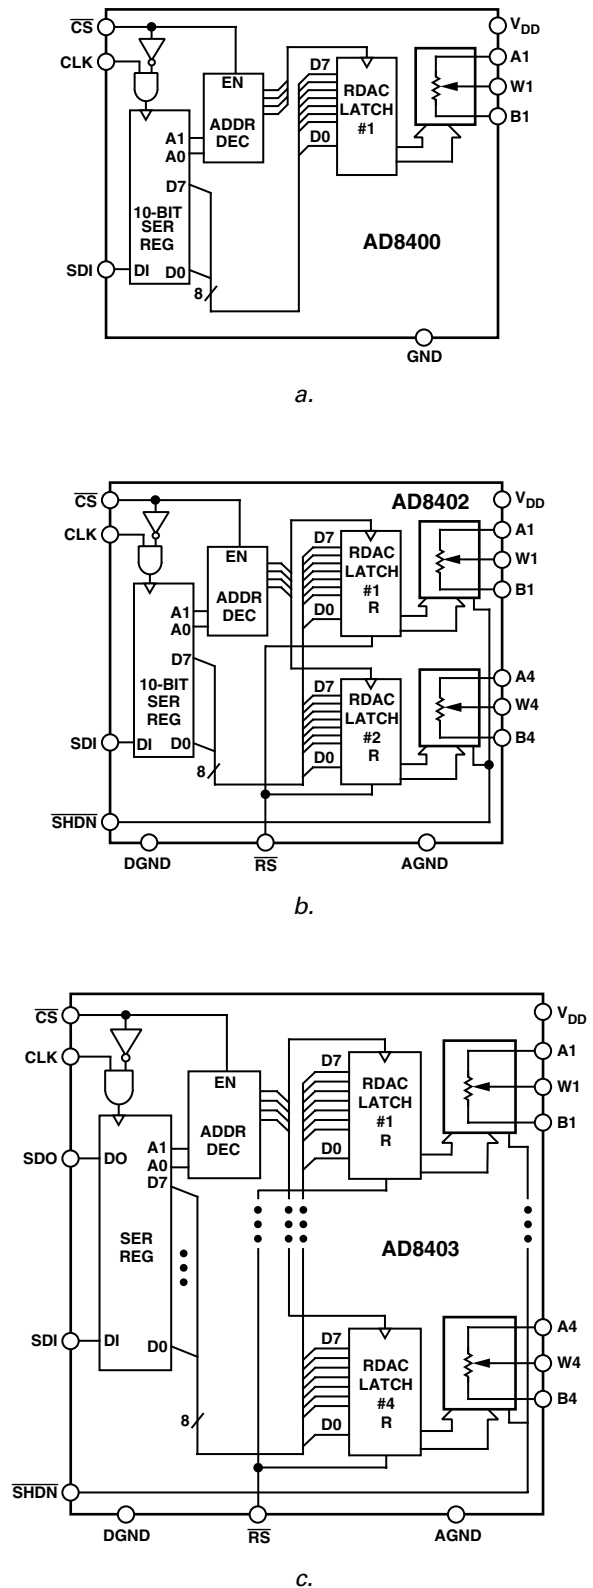 CS
CLK
SDI
EN
ADDR
DEC
A1
A0
D7
10-BIT
SER
REG
DI
D0
8
D7
D0
RDAC
LATCH
#1
AD8400
VDD
A1
W1
B1
GND
a.
CS
CLK
SDI
SHDN
EN
ADDR
DEC
A1
A0
D7
10-BIT
SER
REG
DI
D0
8
D7
D0
RDAC
LATCH
#1
R
D7
D0
RDAC
LATCH
#2
R
AD8402
VDD
A1
W1
B1
A4
W4
B4
DGND
RS
AGND
b.
CS
CLK
SDO
SDI
SHDN
EN
ADDR
DEC
DO
A1
A0
D7
SER
REG
DI
D0
8
D7
D0
RDAC
LATCH
#1
R
AD8403
D7
D0
RDAC
LATCH
#4
R
VDD
A1
W1
B1
A4
W4
B4
DGND
RS
AGND
c.